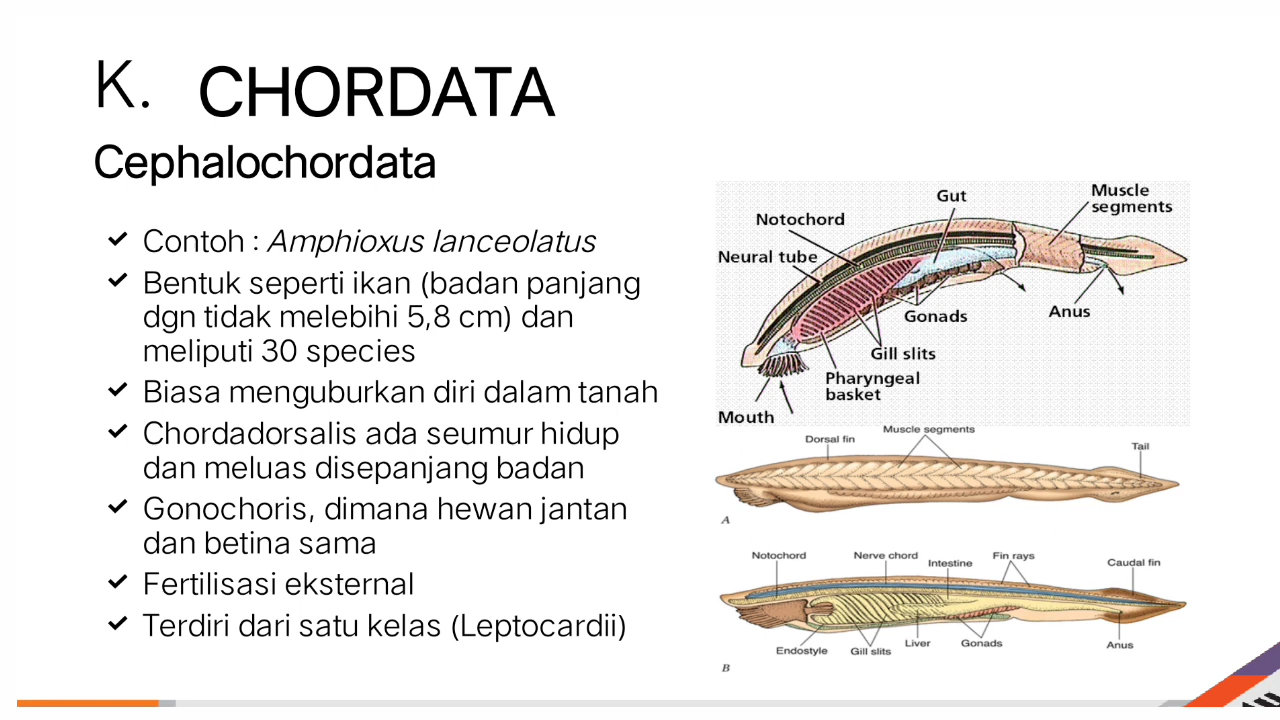 K. CHORDATA
Cephalochordata
Contoh : Amphioxus lanceolatus
Bentuk seperti ikan (badan panjang
dgn tidak melebihi 5,8 cm) dan
meliputi 30 species
Biasa menguburkan diri dalam tanah
Chordadorsalis ada seumur hidup
dan meluas disepanjang badan
Gonochoris, dimana hewan jantan
dan betina sama
Fertilisasi eksternal
Terdiri dari satu kelas (Leptocardii)
Gut
Muscle
segments
Notochord
Neural tube
Gonads
Anus
Gill slits
Pharyngeal
basket
Mouth
Muscle segments
Dorsal fin
Tail
A
Notochord
Nerve chord
Intestine
Fin rays
Caudal fin
Endostyle
Gill slits
Liver
Gonads
Anus
B